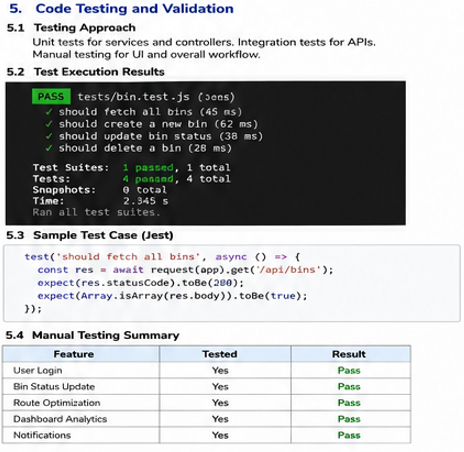 5. Code Testing and Validation
5.1 Testing Approach
Unit tests for services and controllers. Integration tests for APIs.
Manual testing for UI and overall workflow.
5.2 Test Execution Results
PASS tests/bin.test.js
✓ should fetch all bins (45 ms)
✓ should create a new bin (62 ms)
✓ should update bin status (38 ms)
✓ should delete a bin (28 ms)
Test Suites: 1 passed, 1 total
Tests: 4 passed, 4 total
Snapshots: 0 total
Time: 2.345 s
Ran all test suites.
5.3 Sample Test Case (Jest)
test('should fetch all bins', async () => {
const res = await request(app).get('/api/bins');
expect(res.statusCode).toBe(200);
expect(Array.isArray(res.body)).toBe(true);
});
5.4 Manual Testing Summary
Feature Tested Result
User Login Yes Pass
Bin Status Update Yes Pass
Route Optimization Yes Pass
Dashboard Analytics Yes Pass
Notifications Yes Pass